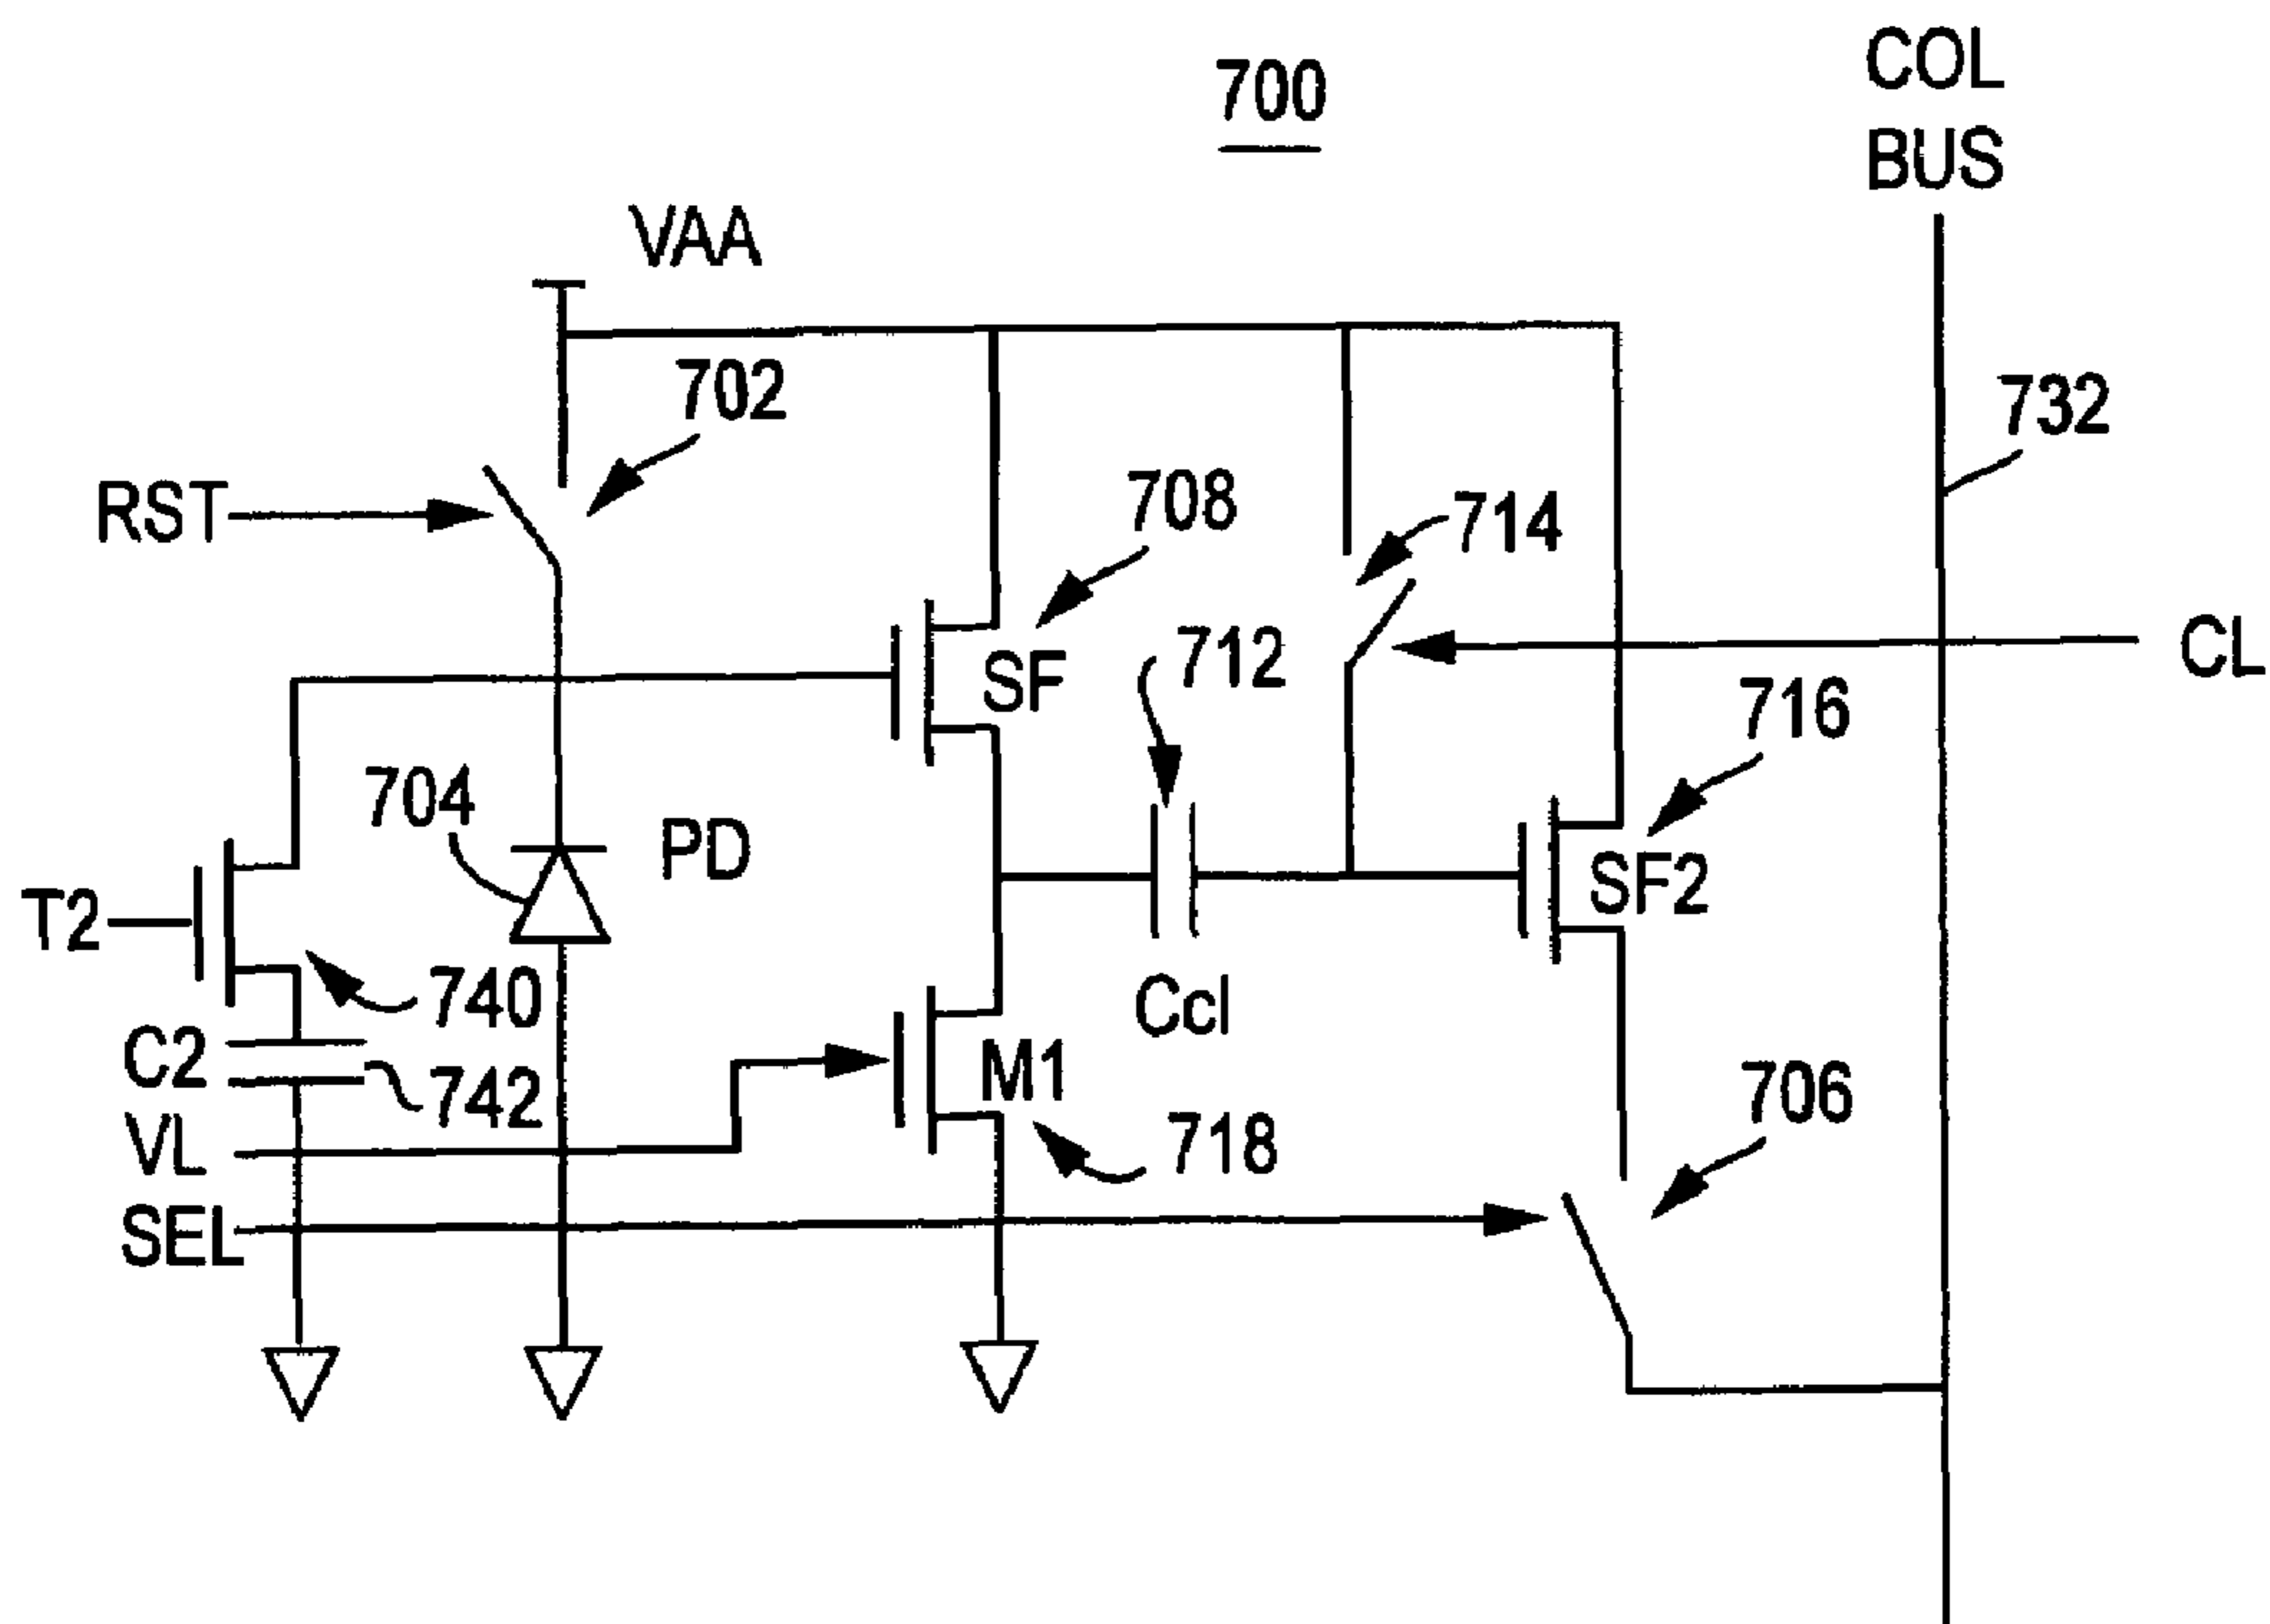 700
COL
BUS
VAA
702
732
RST
708
714
CL
712
SF
716
704
PD
SF2
T2
740
Ccl
C2
M1
742
706
VL
718
SEL